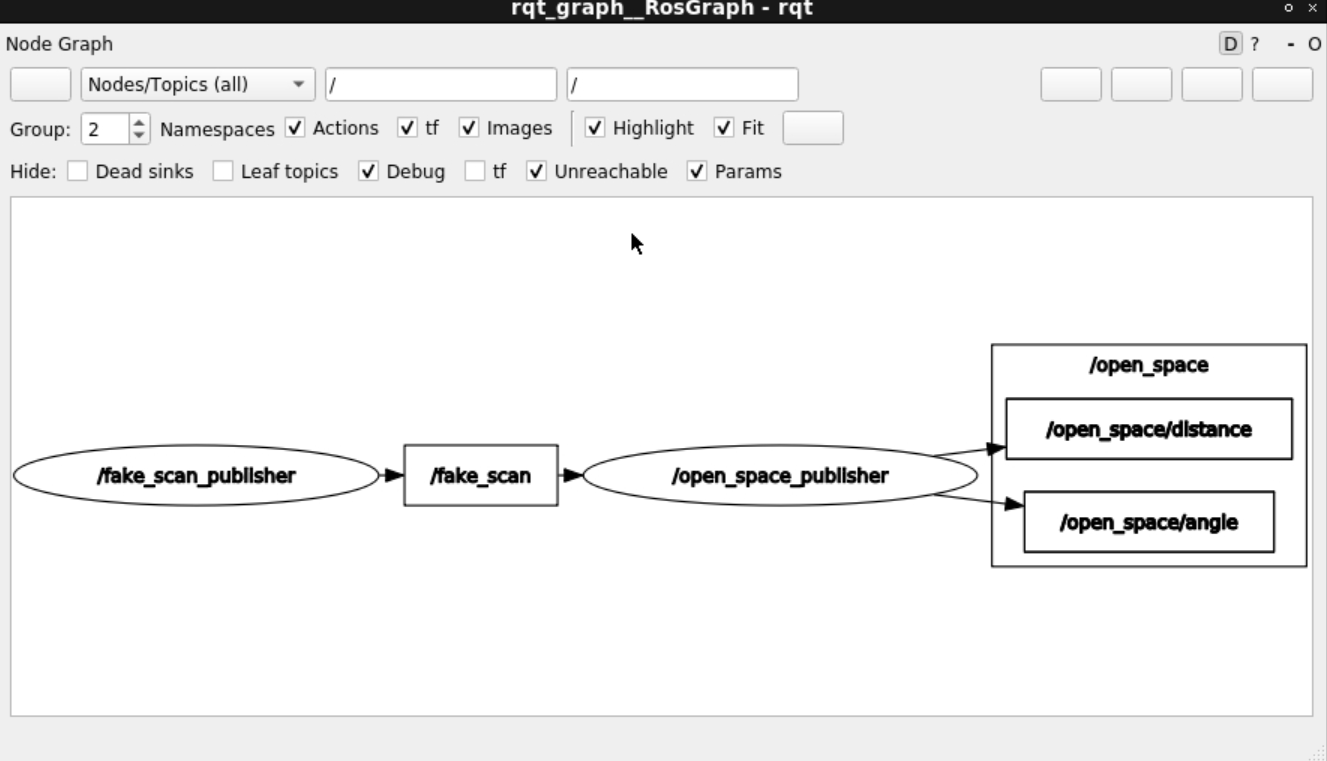 rqt_graph__RosGraph - rqt
Node Graph D ? - O
Nodes/Topics (all) / /
Group: 2 Namespaces Actions tf Images Highlight Fit
Hide: Dead sinks Leaf topics Debug tf Unreachable Params
/open_space
/open_space/distance
/fake_scan_publisher /fake_scan /open_space_publisher
/open_space/angle